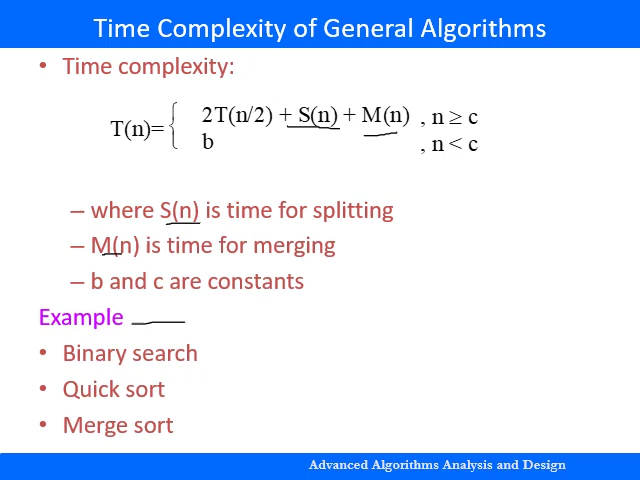 Time Complexity of General Algorithms
• Time complexity:
T(n)= { 2T(n/2) + S(n) + M(n) , n ≥ c
b , n < c
– where S(n) is time for splitting
– M(n) is time for merging
– b and c are constants
Example
• Binary search
• Quick sort
• Merge sort
Advanced Algorithms Analysis and Design